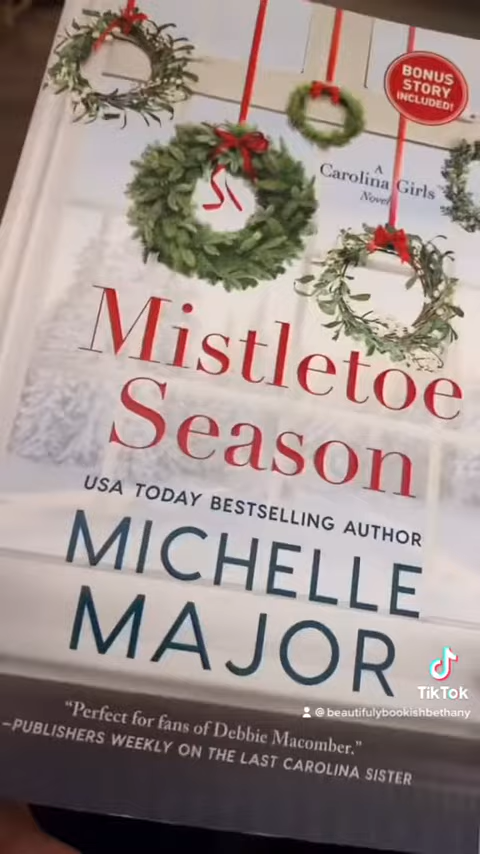 BONUS
STORY
INCLUDED!
A
Carolina Girls
Novel
Mistletoe
Season
USA TODAY BESTSELLING AUTHOR
MICHELLE
MAJOR
TikTok
@beautifulybookishbethany
"Perfect for fans of Debbie Macomber."
—PUBLISHERS WEEKLY ON THE LAST CAROLINA SISTER